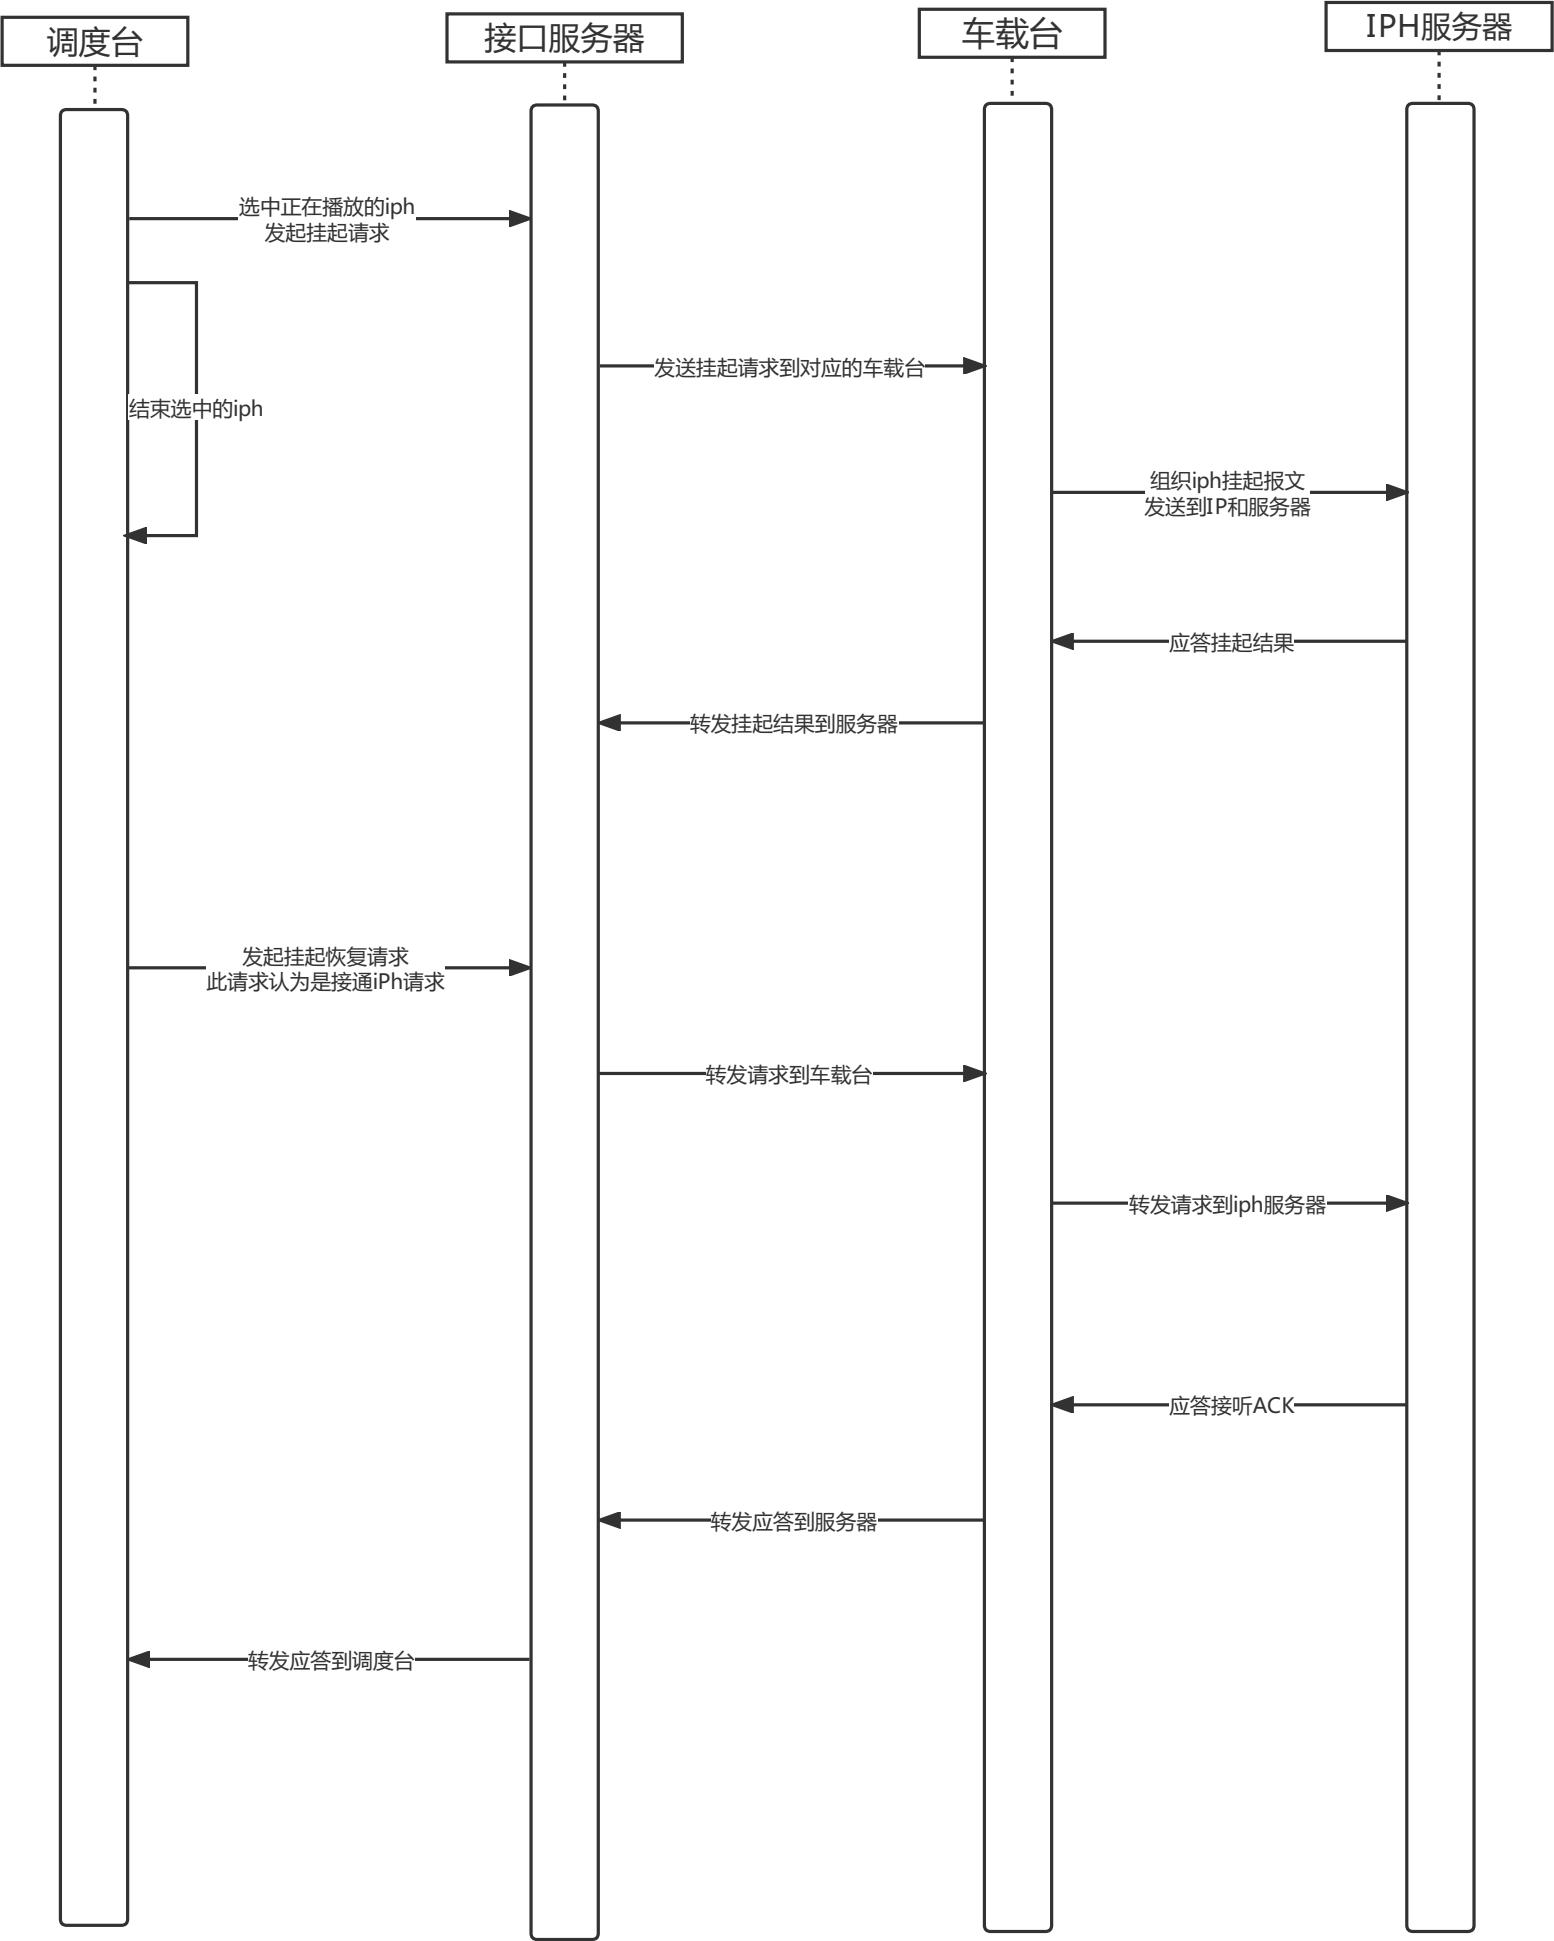 调度台
接口服务器
车载台
IPH服务器
选中正在播放的iph
发起挂起请求
发送挂起请求到对应的车载台
结束选中的iph
组织iph挂起报文
发送到IP和服务器
应答挂起结果
转发挂起结果到服务器
发起挂起恢复请求
此请求认为是接通iPh请求
转发请求到车载台
转发请求到iph服务器
应答接听ACK
转发应答到服务器
转发应答到调度台